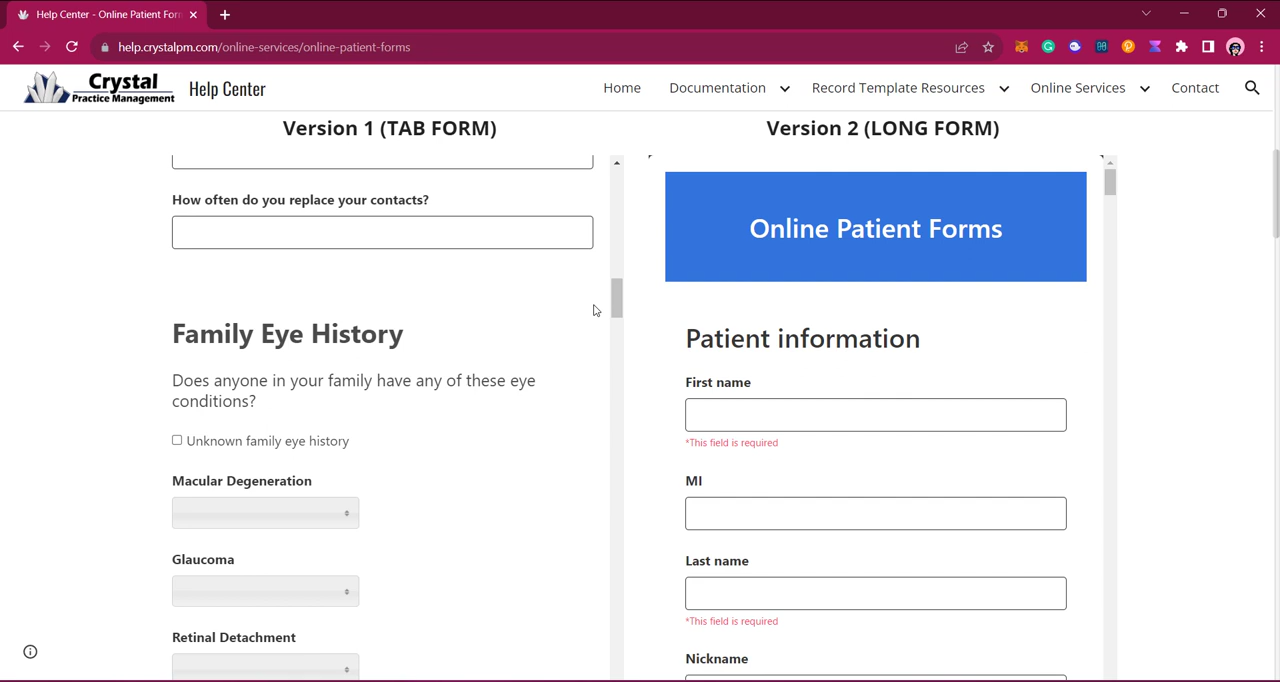 Help Center - Online Patient Form
help.crystalpm.com/online-services/online-patient-forms
Crystal
Practice Management
Help Center
Home
Documentation
Record Template Resources
Online Services
Contact
Version 1 (TAB FORM)
How often do you replace your contacts?
Family Eye History
Does anyone in your family have any of these eye
conditions?
Unknown family eye history
Macular Degeneration
Glaucoma
Retinal Detachment
Version 2 (LONG FORM)
Online Patient Forms
Patient information
First name
*This field is required
MI
Last name
*This field is required
Nickname